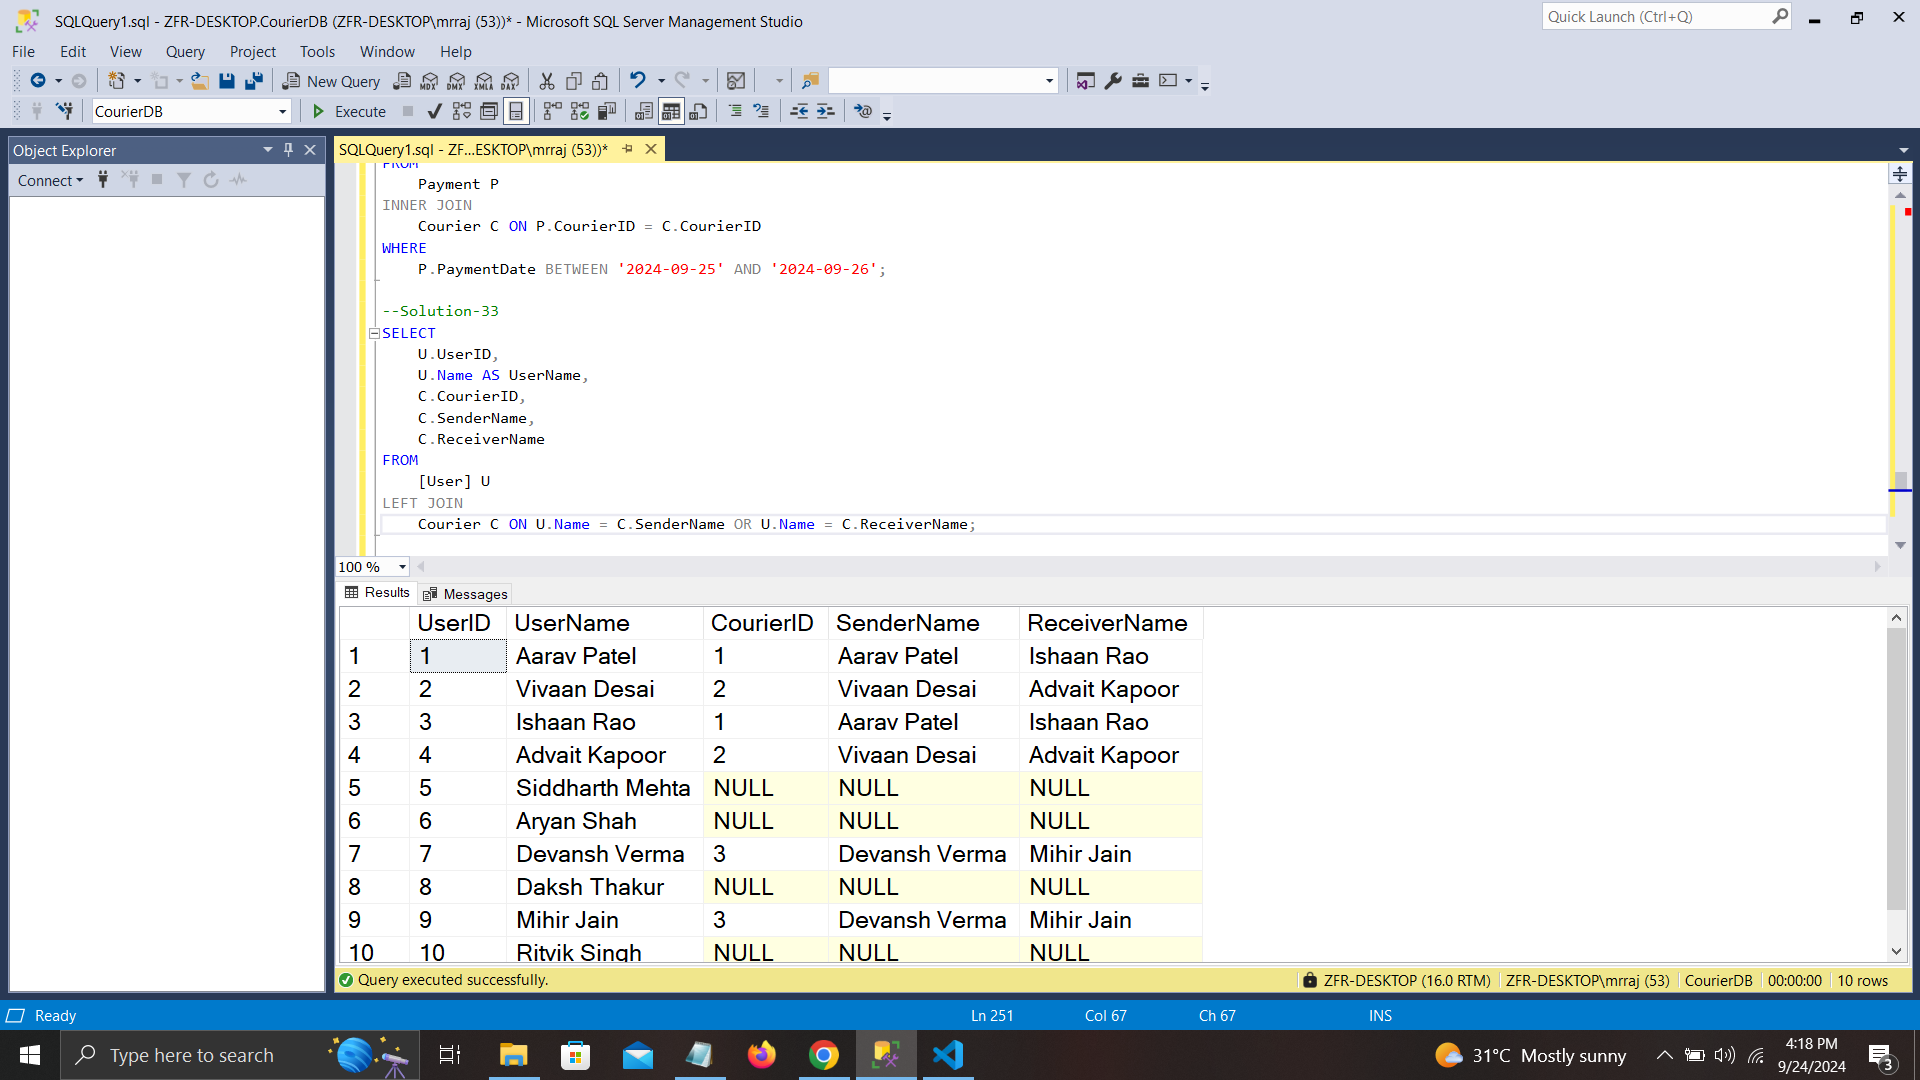 SQLQuery1.sql - ZFR-DESKTOP.CourierDB (ZFR-DESKTOP\mrraj (53))* - Microsoft SQL Server Management Studio
Quick Launch (Ctrl+Q)
File Edit View Query Project Tools Window Help
New Query MDX DMX XMLA DAX
CourierDB Execute
Object Explorer
Connect
SQLQuery1.sql - ZF...ESKTOP\mrraj (53))*
FROM
Payment P
INNER JOIN
Courier C ON P.CourierID = C.CourierID
WHERE
P.PaymentDate BETWEEN '2024-09-25' AND '2024-09-26';
--Solution-33
SELECT
U.UserID,
U.Name AS UserName,
C.CourierID,
C.SenderName,
C.ReceiverName
FROM
[User] U
LEFT JOIN
Courier C ON U.Name = C.SenderName OR U.Name = C.ReceiverName;
100 %
Results Messages
UserID UserName CourierID SenderName ReceiverName
1 1 Aarav Patel 1 Aarav Patel Ishaan Rao
2 2 Vivaan Desai 2 Vivaan Desai Advait Kapoor
3 3 Ishaan Rao 1 Aarav Patel Ishaan Rao
4 4 Advait Kapoor 2 Vivaan Desai Advait Kapoor
5 5 Siddharth Mehta NULL NULL NULL
6 6 Aryan Shah NULL NULL NULL
7 7 Devansh Verma 3 Devansh Verma Mihir Jain
8 8 Daksh Thakur NULL NULL NULL
9 9 Mihir Jain 3 Devansh Verma Mihir Jain
10 10 Ritvik Singh NULL NULL NULL
Query executed successfully. ZFR-DESKTOP (16.0 RTM) ZFR-DESKTOP\mrraj (53) CourierDB 00:00:00 10 rows
Ready Ln 251 Col 67 Ch 67 INS
Type here to search
31°C Mostly sunny
4:18 PM
9/24/2024
3